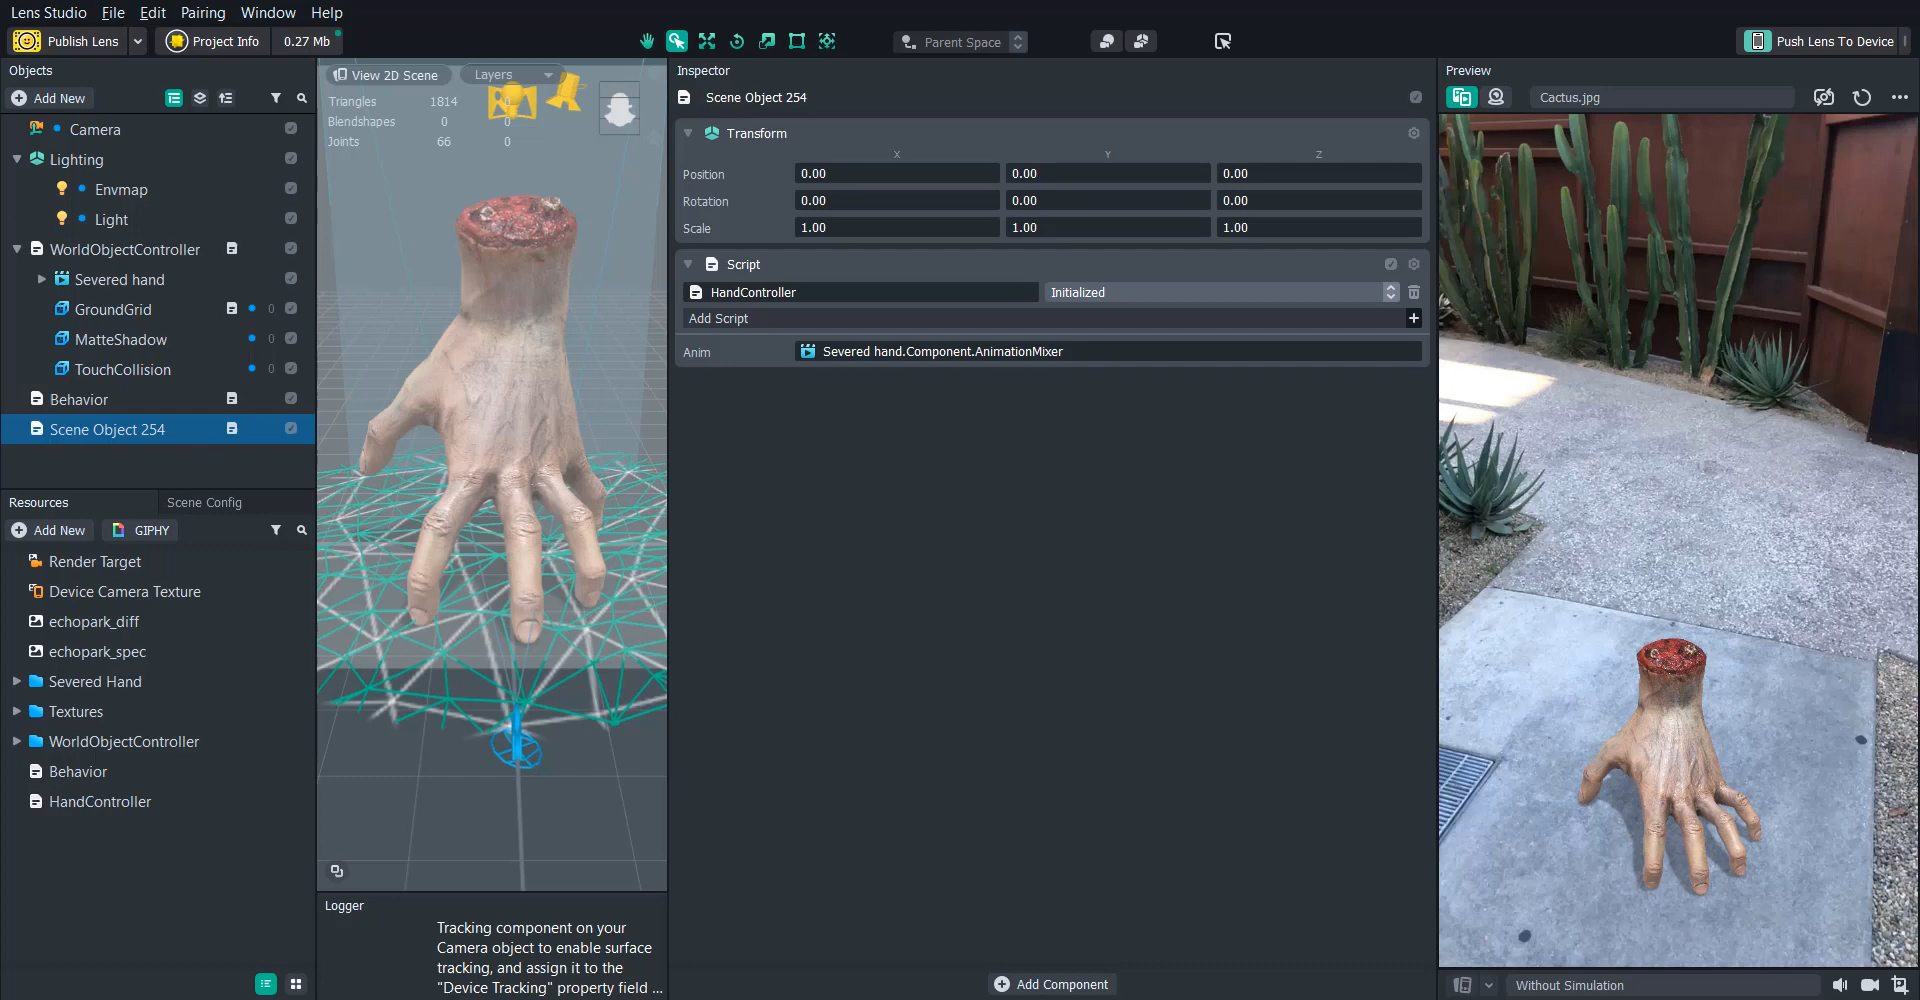 Lens Studio File Edit Pairing Window Help
Publish Lens Project Info 0.27 Mb Parent Space Push Lens To Device
Objects
Add New
Camera
Lighting
Envmap
Light
WorldObjectController
Severed hand
GroundGrid 0
MatteShadow 0
TouchCollision 0
Behavior
Scene Object 254
Resources Scene Config
Add New GIPHY
Render Target
Device Camera Texture
echopark_diff
echopark_spec
Severed Hand
Textures
WorldObjectController
Behavior
HandController
View 2D Scene Layers
Triangles 1814 0
Blendshapes 0 0
Joints 66 0
Logger
Tracking component on your
Camera object to enable surface
tracking, and assign it to the
"Device Tracking" property field ...
Inspector
Scene Object 254
Transform
X Y Z
Position 0.00 0.00 0.00
Rotation 0.00 0.00 0.00
Scale 1.00 1.00 1.00
Script
HandController Initialized
Add Script +
Anim Severed hand.Component.AnimationMixer
Add Component
Preview
Cactus.jpg
Without Simulation